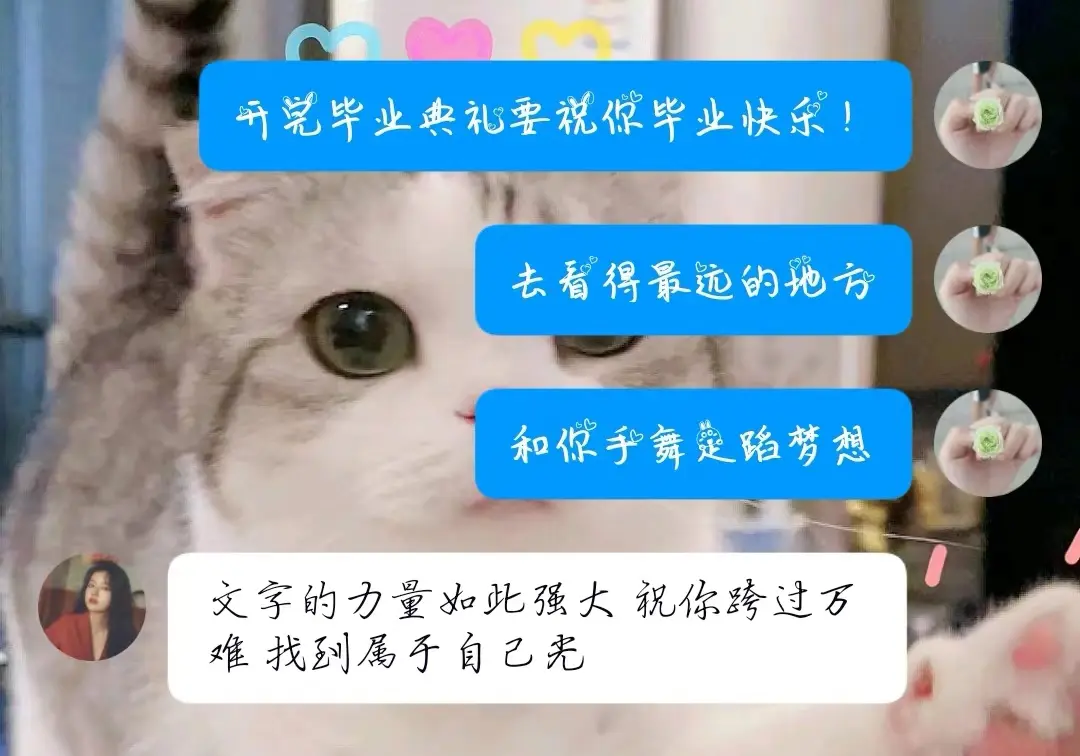 开完毕业典礼要祝你毕业快乐！
去看得最远的地方
和你手舞足蹈梦想
文字的力量如此强大 祝你跨过万
难 找到属于自己光